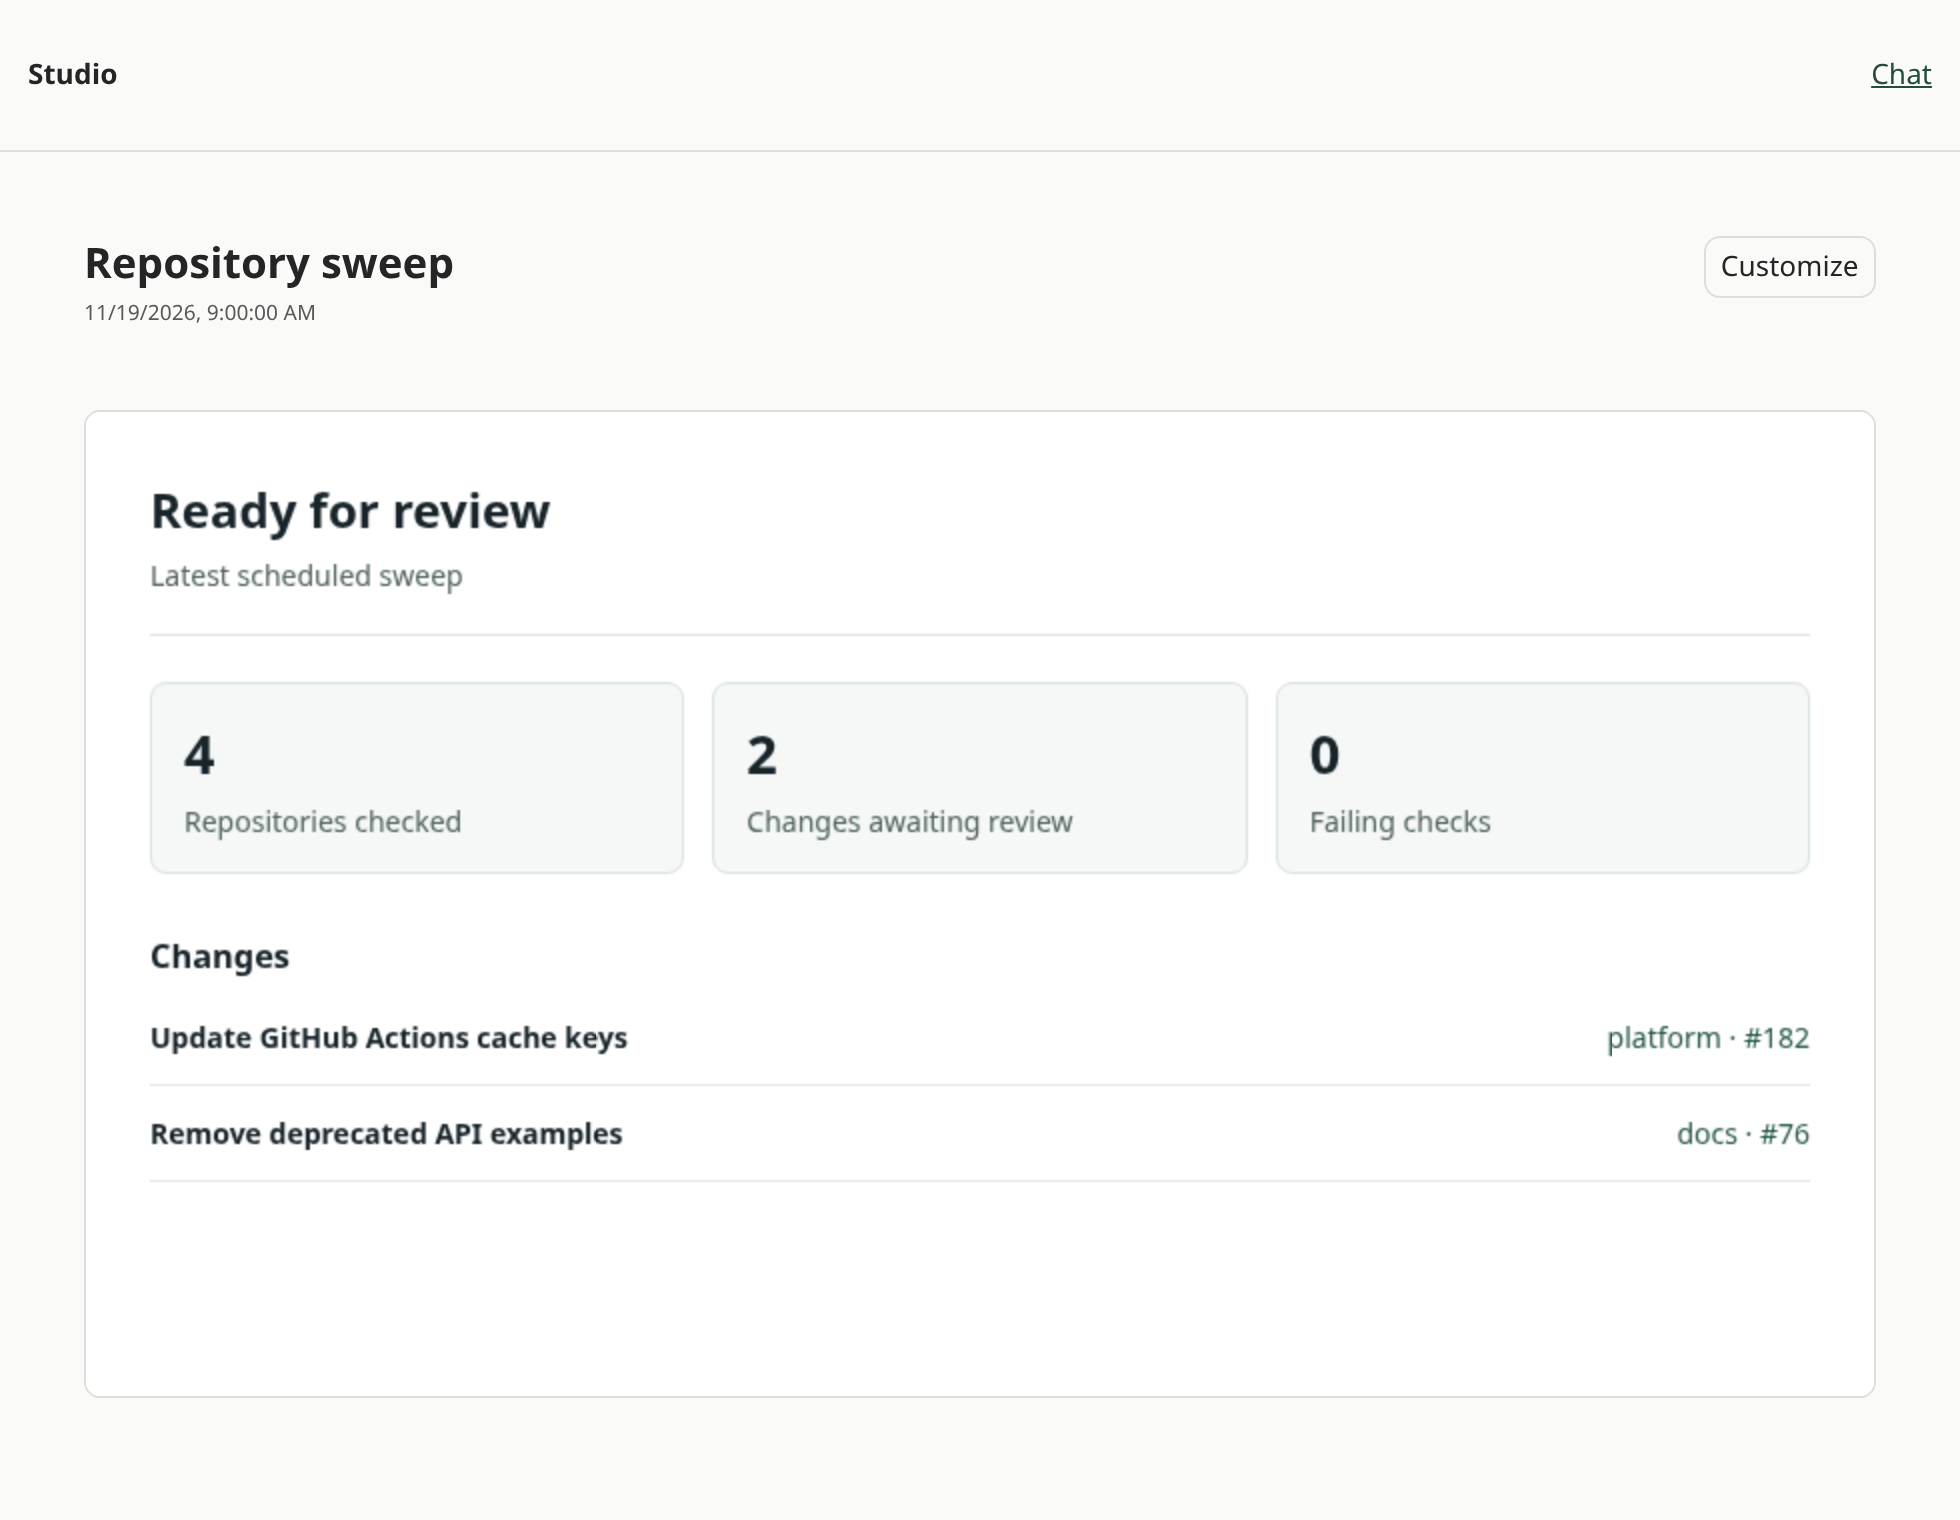 Studio
Chat
Repository sweep
Customize
11/19/2026, 9:00:00 AM
Ready for review
Latest scheduled sweep
4
Repositories checked
2
Changes awaiting review
0
Failing checks
Changes
Update GitHub Actions cache keys
platform · #182
Remove deprecated API examples
docs · #76